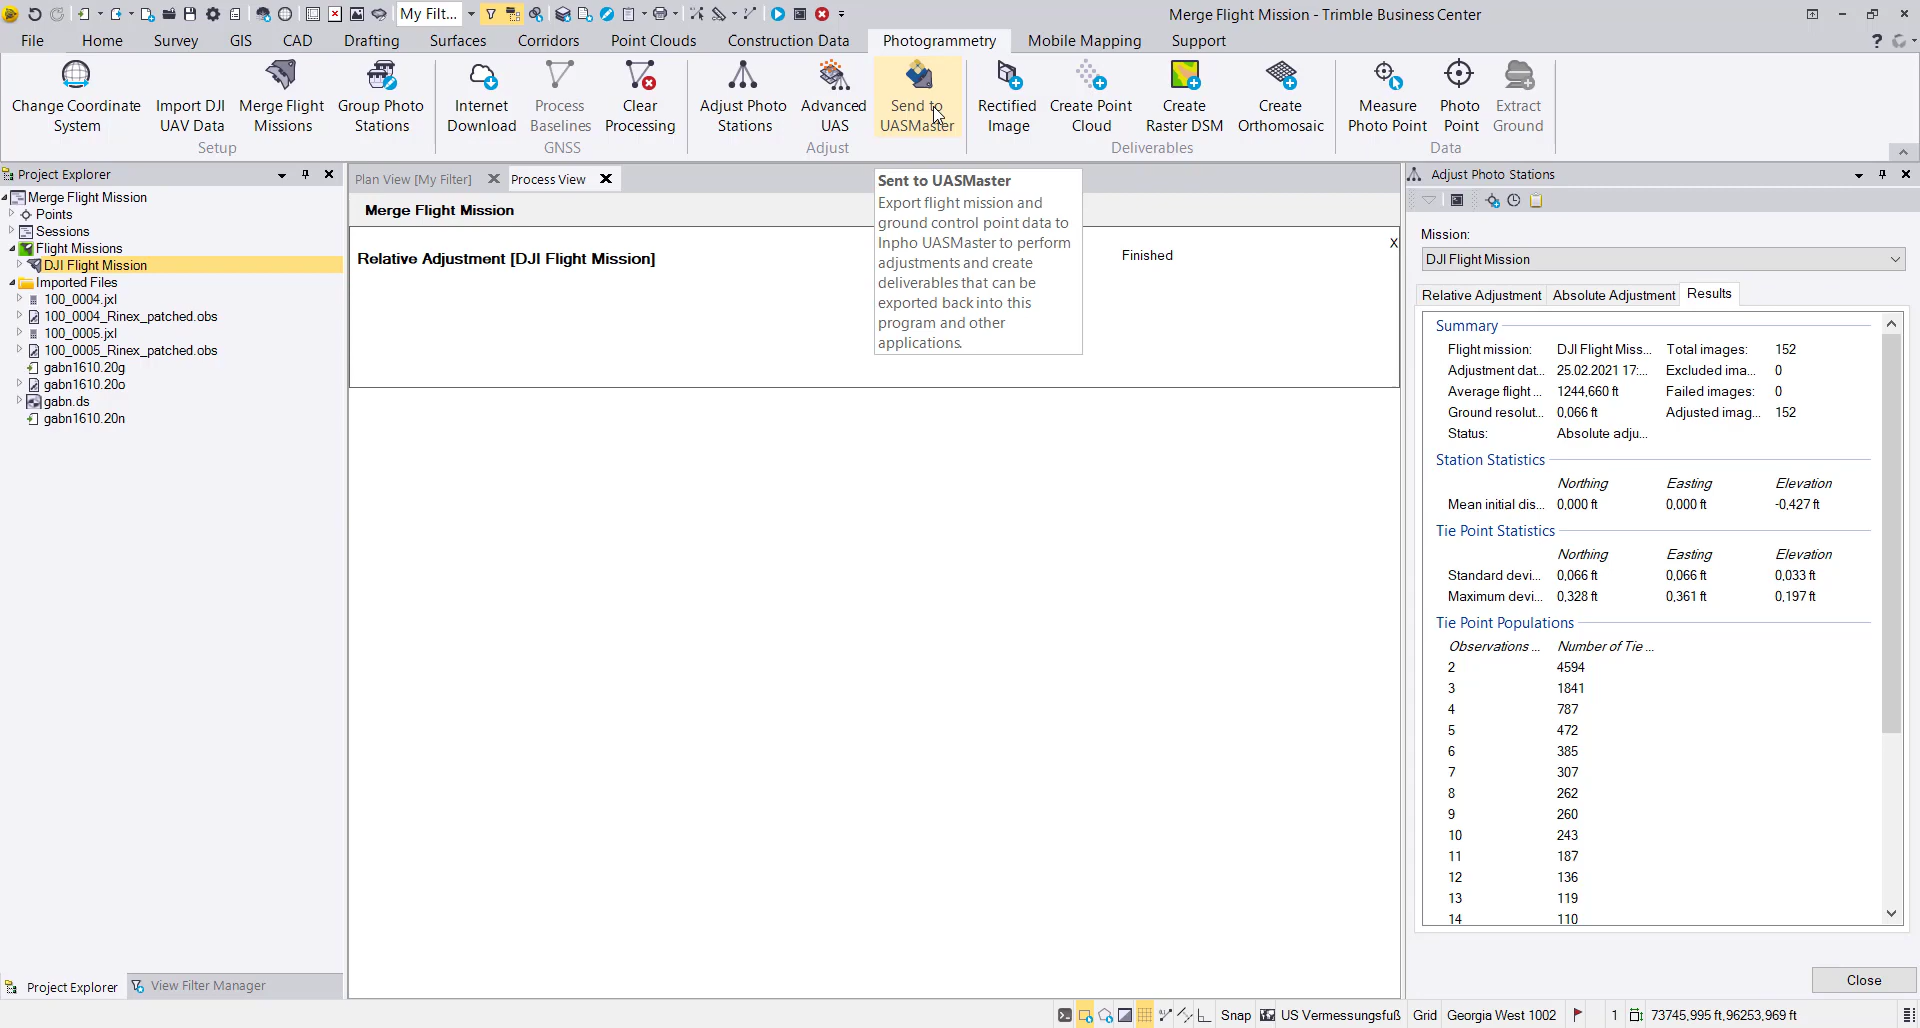 My Filt...
Merge Flight Mission - Trimble Business Center
File Home Survey GIS CAD Drafting Surfaces Corridors Point Clouds Construction Data Photogrammetry Mobile Mapping Support
Change Coordinate System
Import DJI UAV Data
Merge Flight Missions
Group Photo Stations
Setup
Internet Download
Process Baselines
Clear Processing
GNSS
Adjust Photo Stations
Advanced UAS
Send to UASMaster
Adjust
Rectified Image
Create Point Cloud
Create Raster DSM
Create Orthomosaic
Deliverables
Measure Photo Point
Photo Point
Extract Ground
Data
Project Explorer
Merge Flight Mission
Points
Sessions
Flight Missions
DJI Flight Mission
Imported Files
100_0004.jxl
100_0004_Rinex_patched.obs
100_0005.jxl
100_0005_Rinex_patched.obs
gabn1610.20g
gabn1610.20o
gabn.ds
gabn1610.20n
Project Explorer
View Filter Manager
Plan View [My Filter]
Process View
Merge Flight Mission
Relative Adjustment [DJI Flight Mission]
Finished
X
Sent to UASMaster
Export flight mission and
ground control point data to
Inpho UASMaster to perform
adjustments and create
deliverables that can be
exported back into this
program and other
applications.
Adjust Photo Stations
Mission:
DJI Flight Mission
Relative Adjustment Absolute Adjustment Results
Summary
Flight mission: DJI Flight Miss... Total images: 152
Adjustment dat... 25.02.2021 17:... Excluded ima... 0
Average flight ... 1244,660 ft Failed images: 0
Ground resolut... 0,066 ft Adjusted imag... 152
Status: Absolute adju...
Station Statistics
Northing Easting Elevation
Mean initial dis... 0,000 ft 0,000 ft -0,427 ft
Tie Point Statistics
Northing Easting Elevation
Standard devi... 0,066 ft 0,066 ft 0,033 ft
Maximum devi... 0,328 ft 0,361 ft 0,197 ft
Tie Point Populations
Observations ... Number of Tie ...
2 4594
3 1841
4 787
5 472
6 385
7 307
8 262
9 260
10 243
11 187
12 136
13 119
14 110
Close
Snap US Vermessungsfuß Grid Georgia West 1002 1 73745,995 ft,96253,969 ft